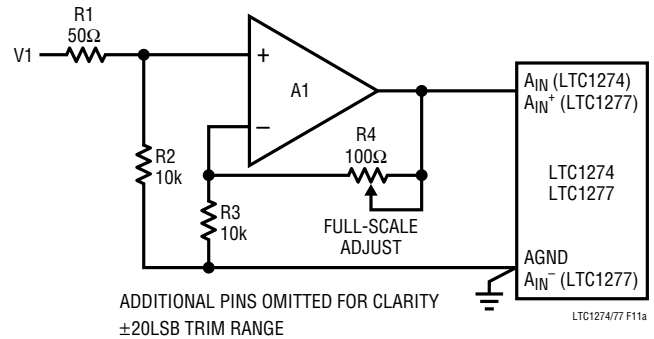 R1
50Ω
V1
+
A1
−
R2
10k
R3
10k
R4
100Ω
FULL-SCALE
ADJUST
AIN (LTC1274)
AIN+ (LTC1277)
LTC1274
LTC1277
AGND
AIN− (LTC1277)
ADDITIONAL PINS OMITTED FOR CLARITY
±20LSB TRIM RANGE
LTC1274/77 F11a